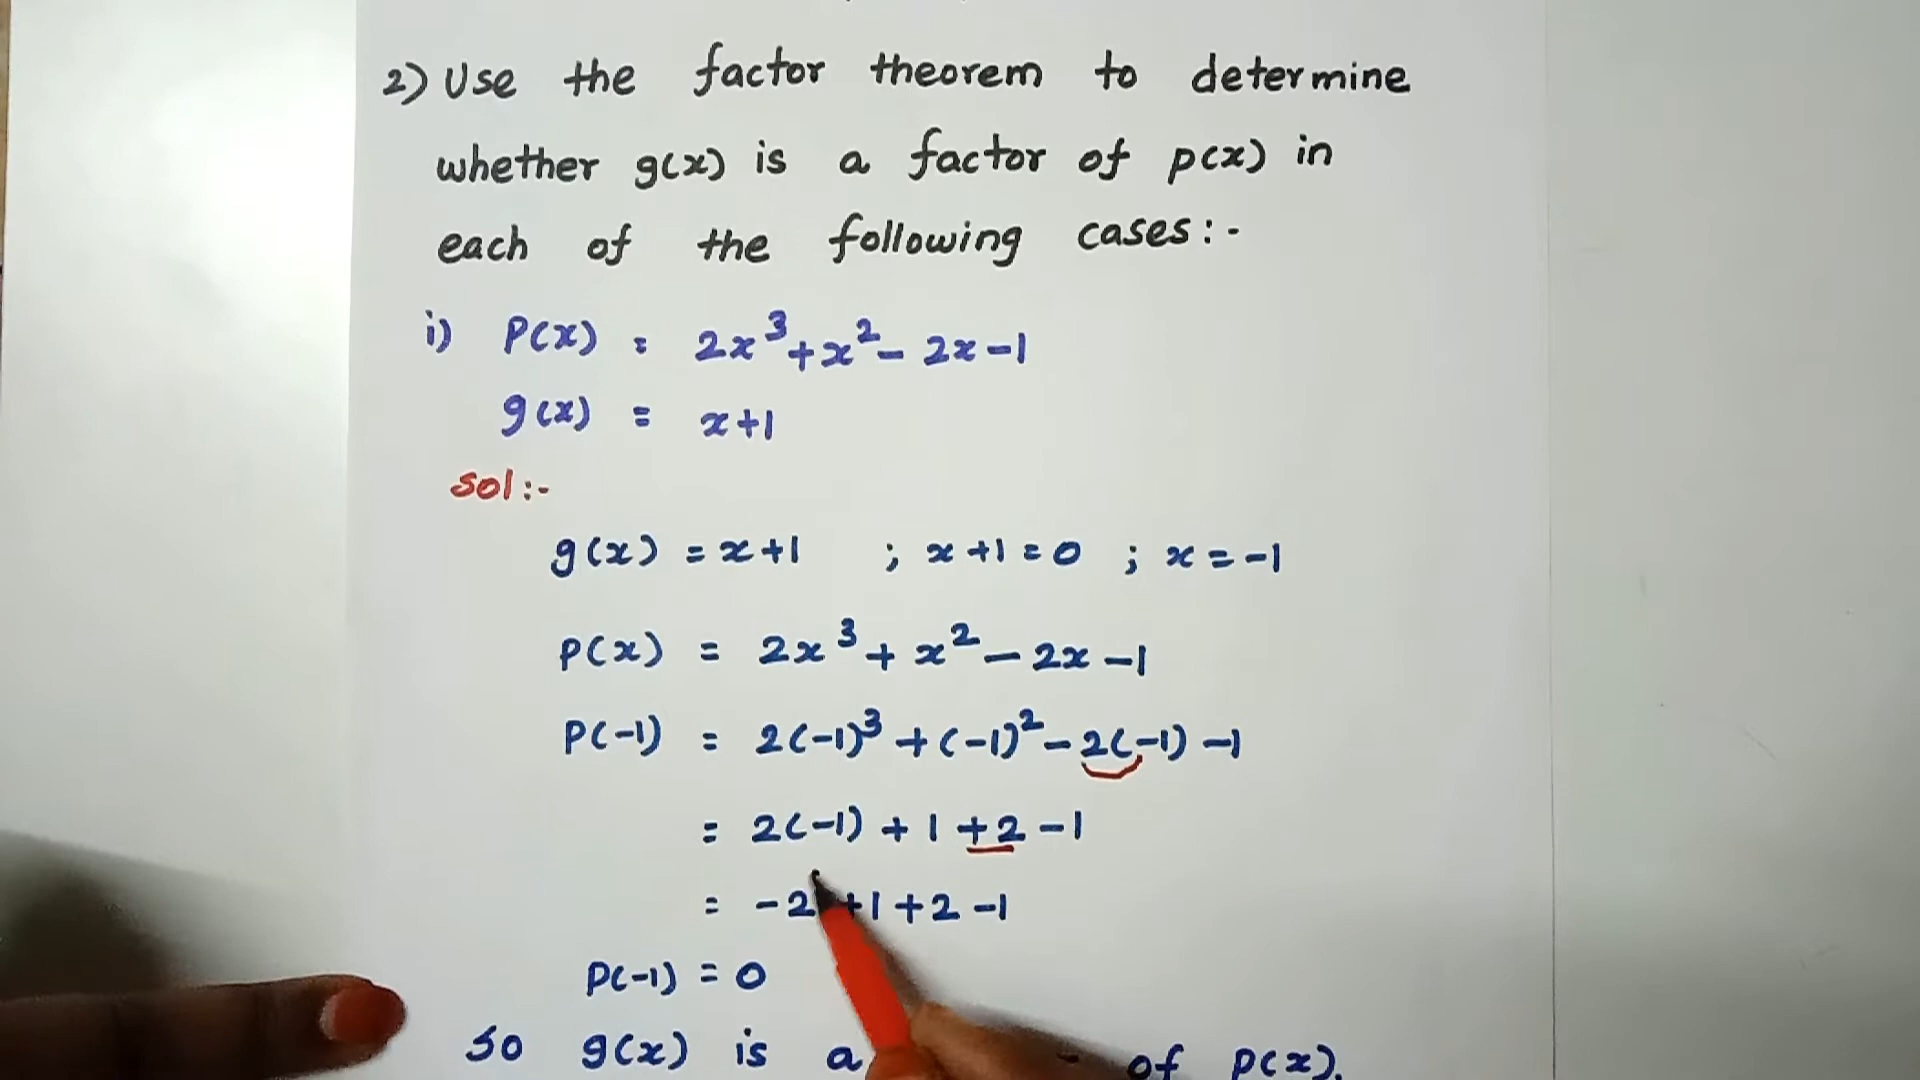 2) Use the factor theorem to determine
whether g(x) is a factor of p(x) in
each of the following cases:-
i) P(x) = 2x³+x²- 2x-1
g(x) = x+1
Sol:-
g(x) = x+1 ; x+1=0 ; x=-1
P(x) = 2x³+ x²- 2x -1
P(-1) = 2(-1)³+(-1)²-2(-1)-1
= 2(-1) + 1 +2 -1
= -2 +1+2-1
P(-1) = 0
So g(x) is a of p(x).